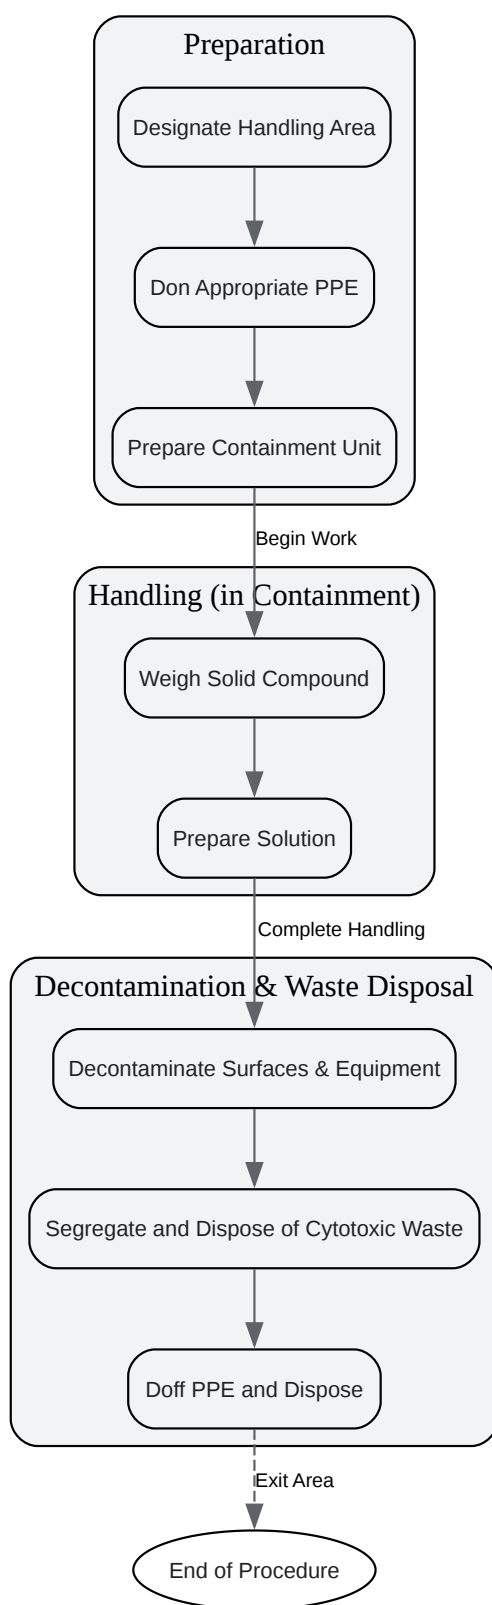 Preparation
Designate Handling Area
Don Appropriate PPE
Prepare Containment Unit
Begin Work
Handling (in Containment)
Weigh Solid Compound
Prepare Solution
Complete Handling
Decontamination & Waste Disposal
Decontaminate Surfaces & Equipment
Segregate and Dispose of Cytotoxic Waste
Doff PPE and Dispose
Exit Area
End of Procedure